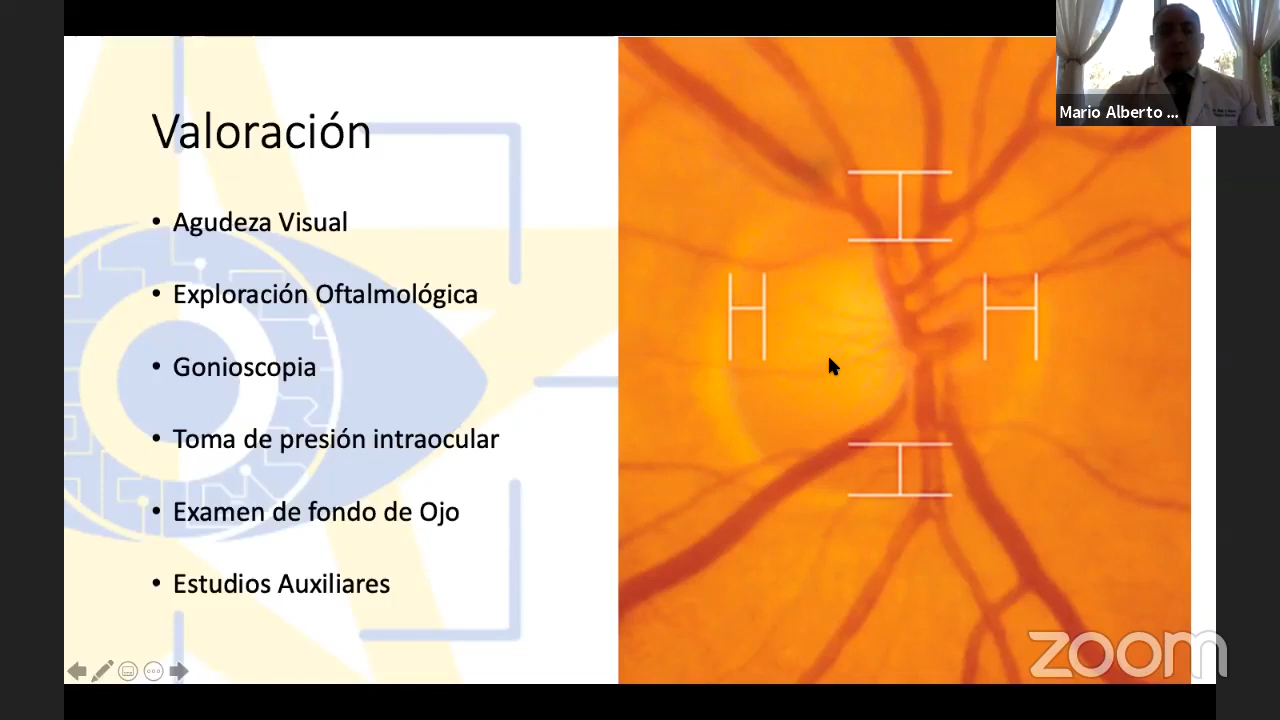 Valoración
• Agudeza Visual
• Exploración Oftalmológica
• Gonioscopia
• Toma de presión intraocular
• Examen de fondo de Ojo
• Estudios Auxiliares
Mario Alberto ...
zoom